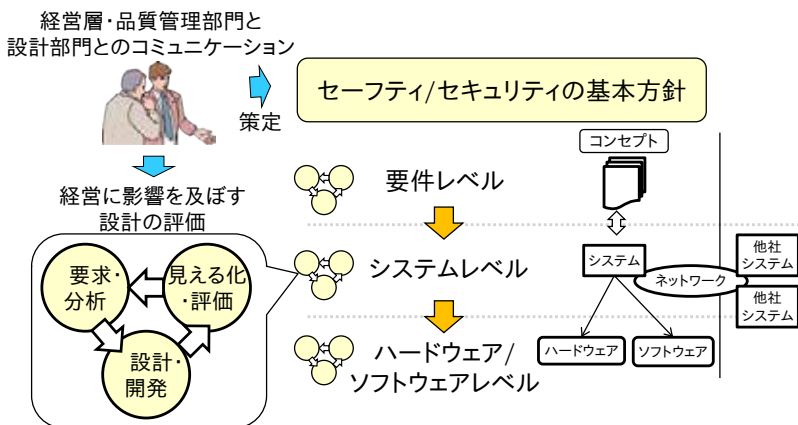 経営層・品質管理部門と
設計部門とのコミュニケーション
策定
セーフティ/セキュリティの基本方針
経営に影響を及ぼす
設計の評価
要求・
分析
見える化
・評価
設計・
開発
要件レベル
システムレベル
ハードウェア/
ソフトウェアレベル
コンセプト
システム
ネットワーク
他社
システム
他社
システム
ハードウェア
ソフトウェア